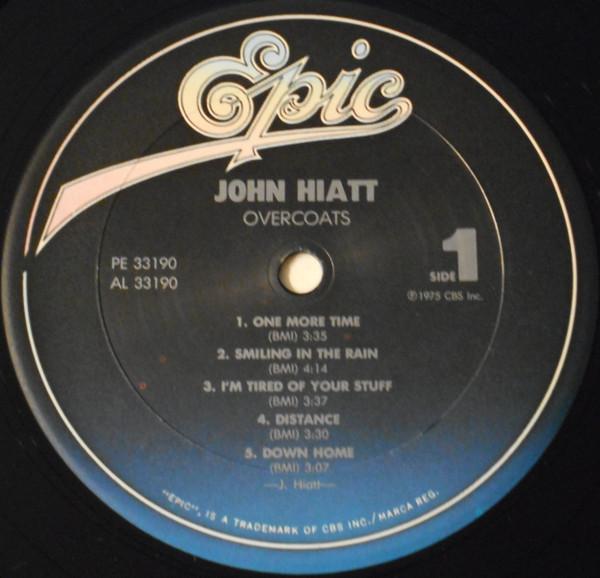 Epic
JOHN HIATT
OVERCOATS
PE 33190
AL 33190
SIDE 1
℗1975 CBS Inc.
1. ONE MORE TIME
(BMI) 3:35
2. SMILING IN THE RAIN
(BMI) 4:14
3. I'M TIRED OF YOUR STUFF
(BMI) 3:37
4. DISTANCE
(BMI) 3:30
5. DOWN HOME
(BMI) 3:07
—J. Hiatt—
"EPIC", IS A TRADEMARK OF CBS INC./MARCA REG.